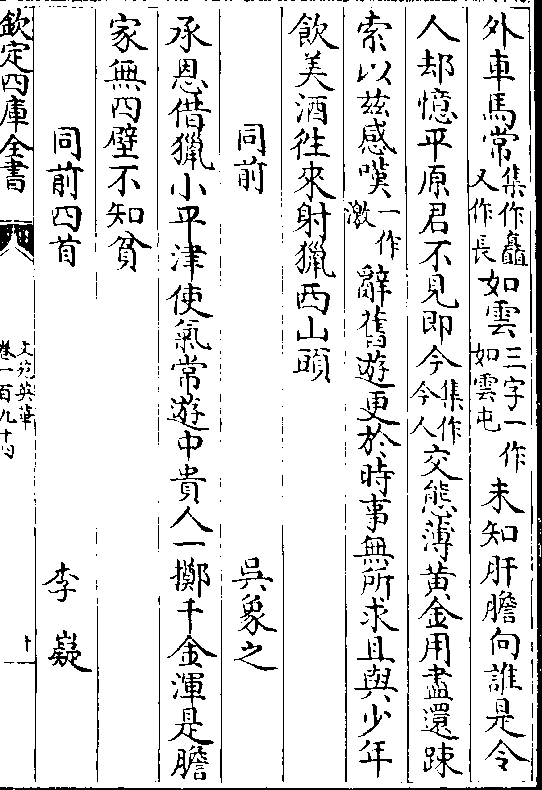 外車馬常集作矗又作長如雲三字一作如雲屯未知肝膽向誰是令
人却憶平原君不見即今集作今人交態薄黃金用盡還踈
索以兹感嘆一作激辭舊遊更於時事無所求且與少年
飲美酒徃來射獵西山頭
同前 吳象之
承恩借獵小平津使氣常遊中貴人一擲千金渾是膽
家無四壁不知貧
同前四首 李嶷
欽定四庫全書
文苑英華
卷一百九十四
十